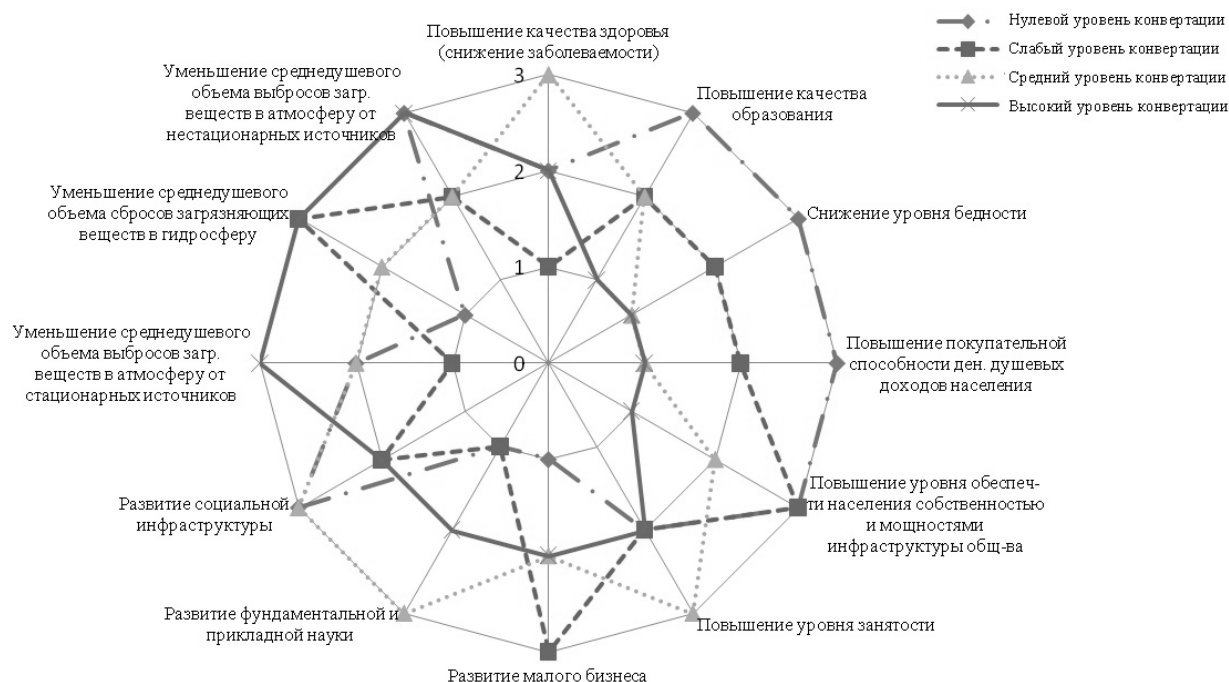 Повышение качества здоровья
(снижение заболеваемости)
Нулевой уровень конвертации
Слабый уровень конвертации
Средний уровень конвертации
Высокий уровень конвертации
Уменьшение среднедушевого
объема выбросов загр.
веществ в атмосферу от
нестационарных источников
Повышение качества
образования
3
2
1
0
Уменьшение среднедушевого
объема сбросов загрязняющих
веществ в гидросферу
Снижение уровня бедности
Уменьшение среднедушевого
объема выбросов загр.
веществ в атмосферу от
стационарных источников
Повышение покупательной
способности ден. душевых
доходов населения
Развитие социальной
инфраструктуры
Повышение уровня обеспеч-
ти населения собственностью
и мощностями
инфраструктуры общ-ва
Развитие фундаментальной и
прикладной науки
Повышение уровня занятости
Развитие малого бизнеса